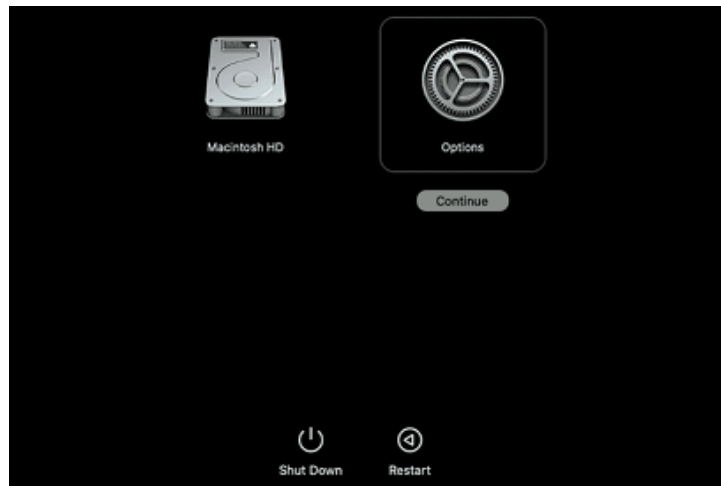 Macintosh HD
Options
Continue
Shut Down
Restart